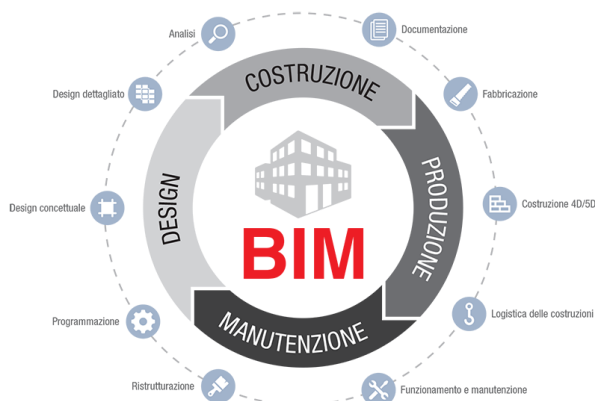 Analisi
Documentazione
Design dettagliato
Fabbricazione
Design concettuale
Costruzione 4D/5D
Programmazione
Logistica delle costruzioni
Ristrutturazione
Funzionamento e manutenzione
COSTRUZIONE
PRODUZIONE
MANUTENZIONE
DESIGN
BIM